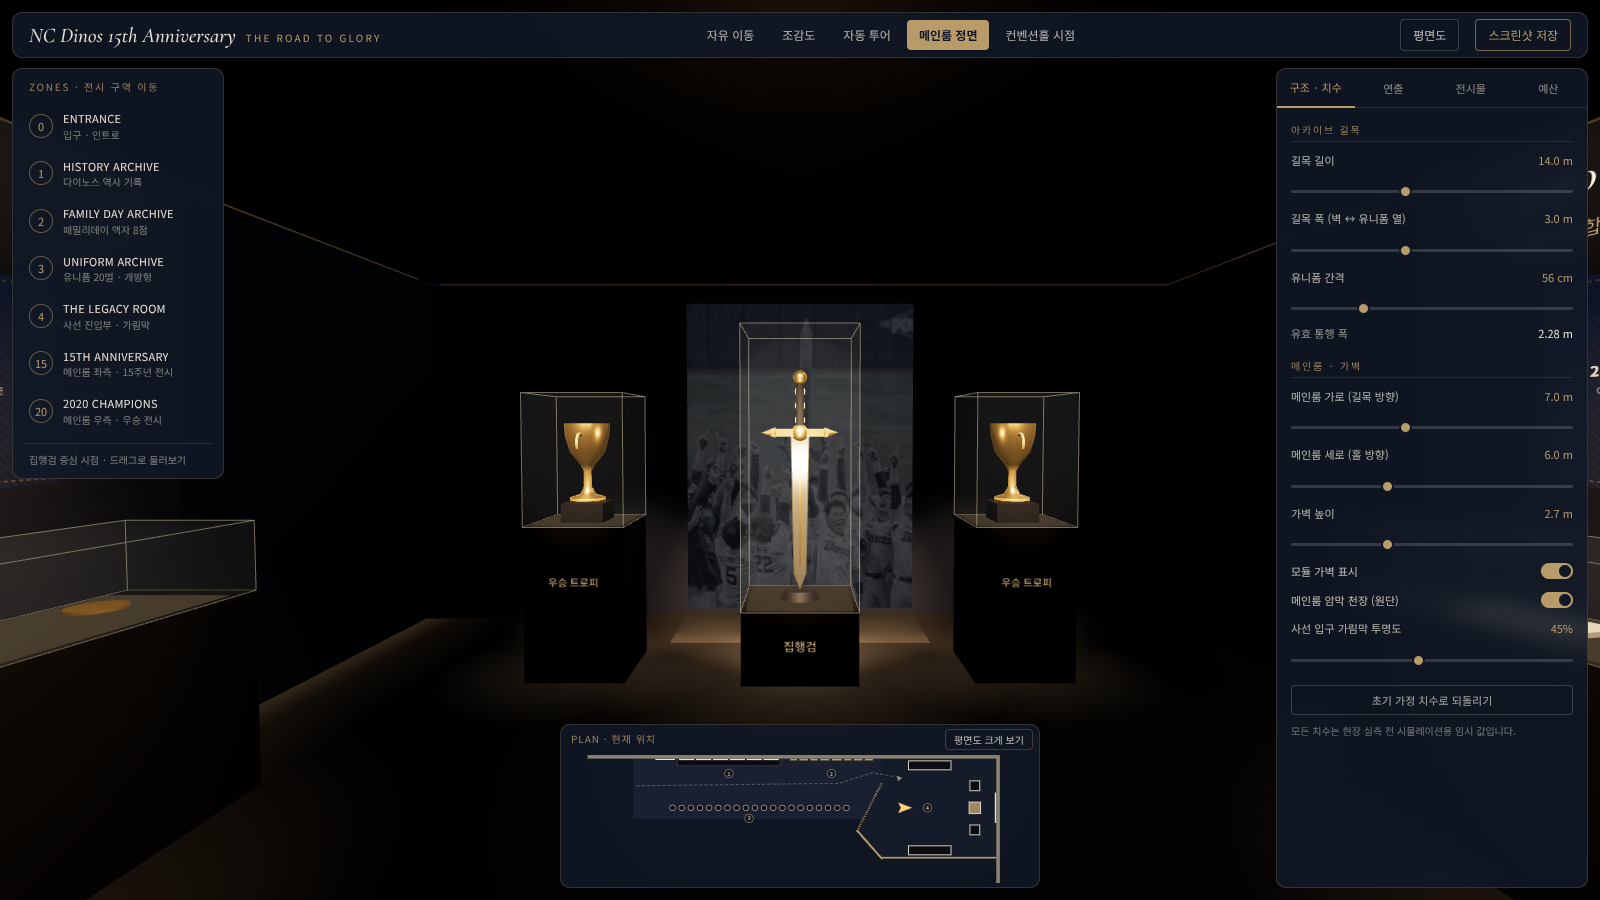 NC Dinos 15th Anniversary THE ROAD TO GLORY
자유 이동
조감도
자동 투어
메인룸 정면
컨벤션홀 시점
평면도
스크린샷 저장
ZONES · 전시 구역 이동
0
ENTRANCE
입구 · 인트로
1
HISTORY ARCHIVE
다이노스 역사 기록
2
FAMILY DAY ARCHIVE
패밀리데이 액자 8점
3
UNIFORM ARCHIVE
유니폼 20벌 · 개방형
4
THE LEGACY ROOM
사선 진입부 · 가림막
15
15TH ANNIVERSARY
메인룸 좌측 · 15주년 전시
20
2020 CHAMPIONS
메인룸 우측 · 우승 전시
집행검 중심 시점 · 드래그로 둘러보기
우승 트로피
집행검
우승 트로피
PLAN · 현재 위치
평면도 크게 보기
①
②
③
④
구조 · 치수
연출
전시물
예산
아카이브 길목
길목 길이 14.0 m
길목 폭 (벽 ↔ 유니폼 열) 3.0 m
유니폼 간격 56 cm
유효 통행 폭 2.28 m
메인룸 · 가벽
메인룸 가로 (길목 방향) 7.0 m
메인룸 세로 (홀 방향) 6.0 m
가벽 높이 2.7 m
모듈 가벽 표시
메인룸 암막 천장 (원단)
사선 입구 가림막 투명도 45%
초기 가정 치수로 되돌리기
모든 치수는 현장 실측 전 시뮬레이션용 임시 값입니다.